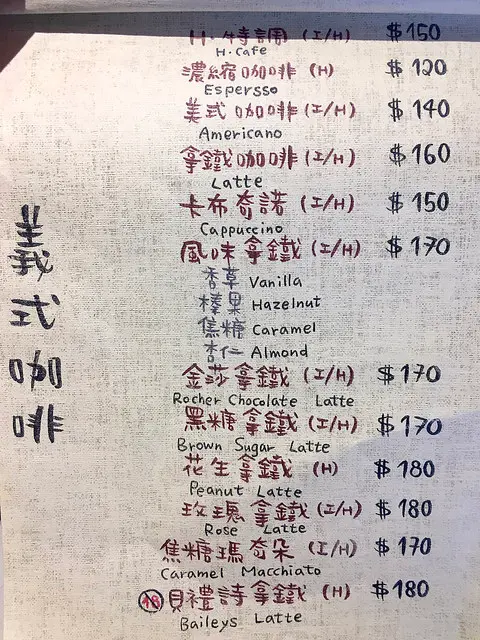 義式咖啡
H.特調 (I/H) $150
H.Cafe
濃縮咖啡 (H) $120
Espersso
美式咖啡 (I/H) $140
Americano
拿鐵咖啡 (I/H) $160
Latte
卡布奇諾 (I/H) $150
Cappuccino
風味拿鐵 (I/H) $170
香草 Vanilla
榛果 Hazelnut
焦糖 Caramel
杏仁 Almond
金莎拿鐵 (I/H) $170
Rocher Chocolate Latte
黑糖拿鐵 (I/H) $170
Brown Sugar Latte
花生拿鐵 (H) $180
Peanut Latte
玫瑰拿鐵 (I/H) $180
Rose Latte
焦糖瑪奇朵 (I/H) $170
Caramel Macchiato
18 貝禮詩拿鐵 (H) $180
Baileys Latte